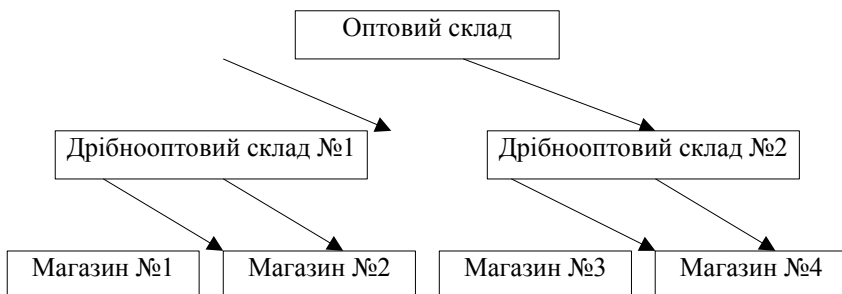 Оптовий склад
Дрібнооптовий склад №1
Дрібнооптовий склад №2
Магазин №1
Магазин №2
Магазин №3
Магазин №4